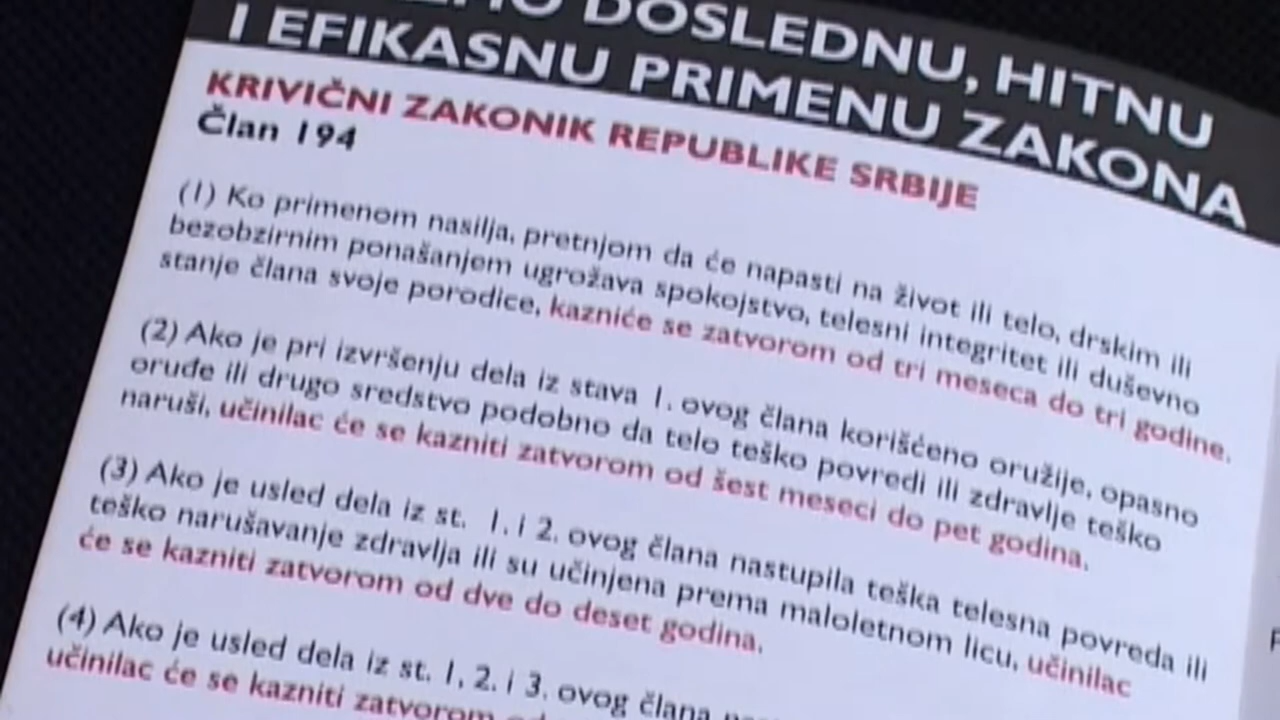 DOSLEDNU, HITNU
I EFIKASNU PRIMENU ZAKONA
KRIVIČNI ZAKONIK REPUBLIKE SRBIJE
Član 194
(1) Ko primenom nasilja, pretnjom da će napasti na život ili telo, drskim ili
bezobzirnim ponašanjem ugrožava spokojstvo, telesni integritet ili duševno
stanje člana svoje porodice, kazniće se zatvorom od tri meseca do tri godine.
(2) Ako je pri izvršenju dela iz stava 1. ovog člana korišćeno oružije, opasno
oruđe ili drugo sredstvo podobno da telo teško povredi ili zdravlje teško
naruši, učinilac će se kazniti zatvorom od šest meseci do pet godina.
(3) Ako je usled dela iz st. 1. i 2. ovog člana nastupila teška telesna povreda ili
teško narušavanje zdravlja ili su učinjena prema maloletnom licu, učinilac
će se kazniti zatvorom od dve do deset godina.
(4) Ako je usled dela iz st. 1, 2. i 3. ovog člana
učinilac će se kazniti zatvorom